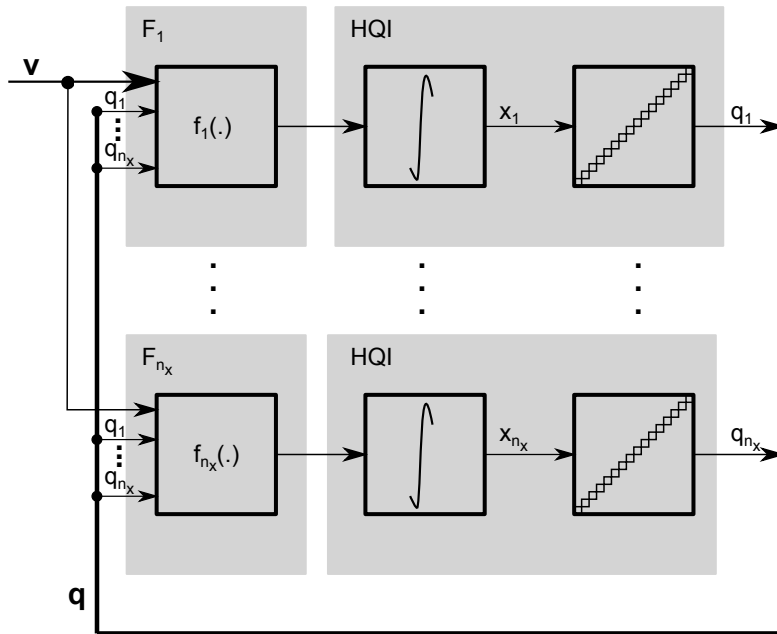 F₁ HQI
v
q₁
qₙₓ
f₁(.)
x₁
q₁
Fₙₓ HQI
q₁
qₙₓ
fₙₓ(.)
xₙₓ
qₙₓ
q